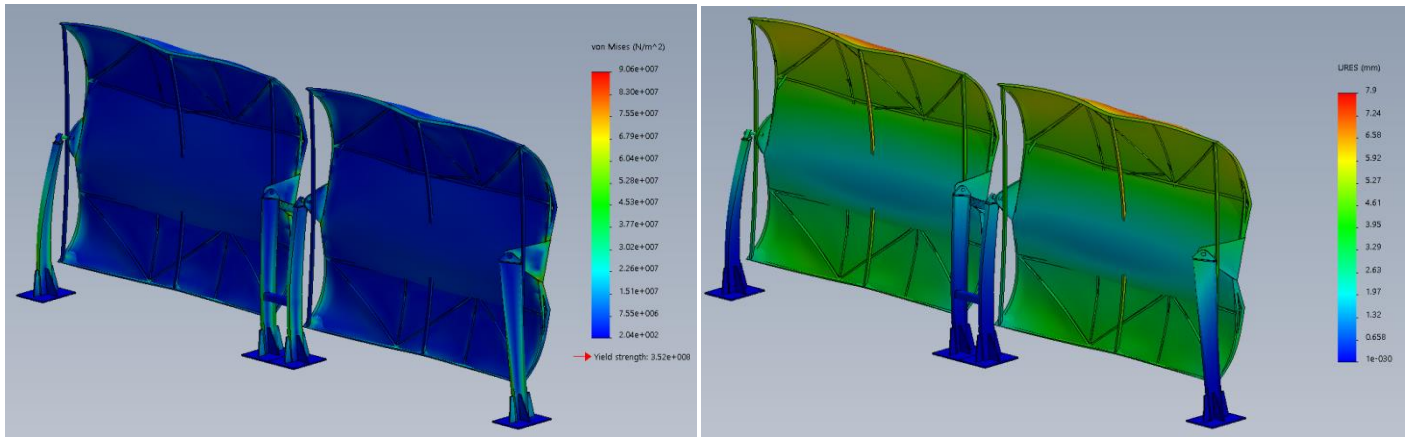 von Mises (N/m^2)
9.06e+007
8.30e+007
7.55e+007
6.79e+007
6.04e+007
5.28e+007
4.53e+007
3.77e+007
3.02e+007
2.26e+007
1.51e+007
7.55e+006
2.04e+002
Yield strength: 3.52e+008
URES (mm)
7.9
7.24
6.58
5.92
5.27
4.61
3.95
3.29
2.63
1.97
1.32
0.658
1e-030